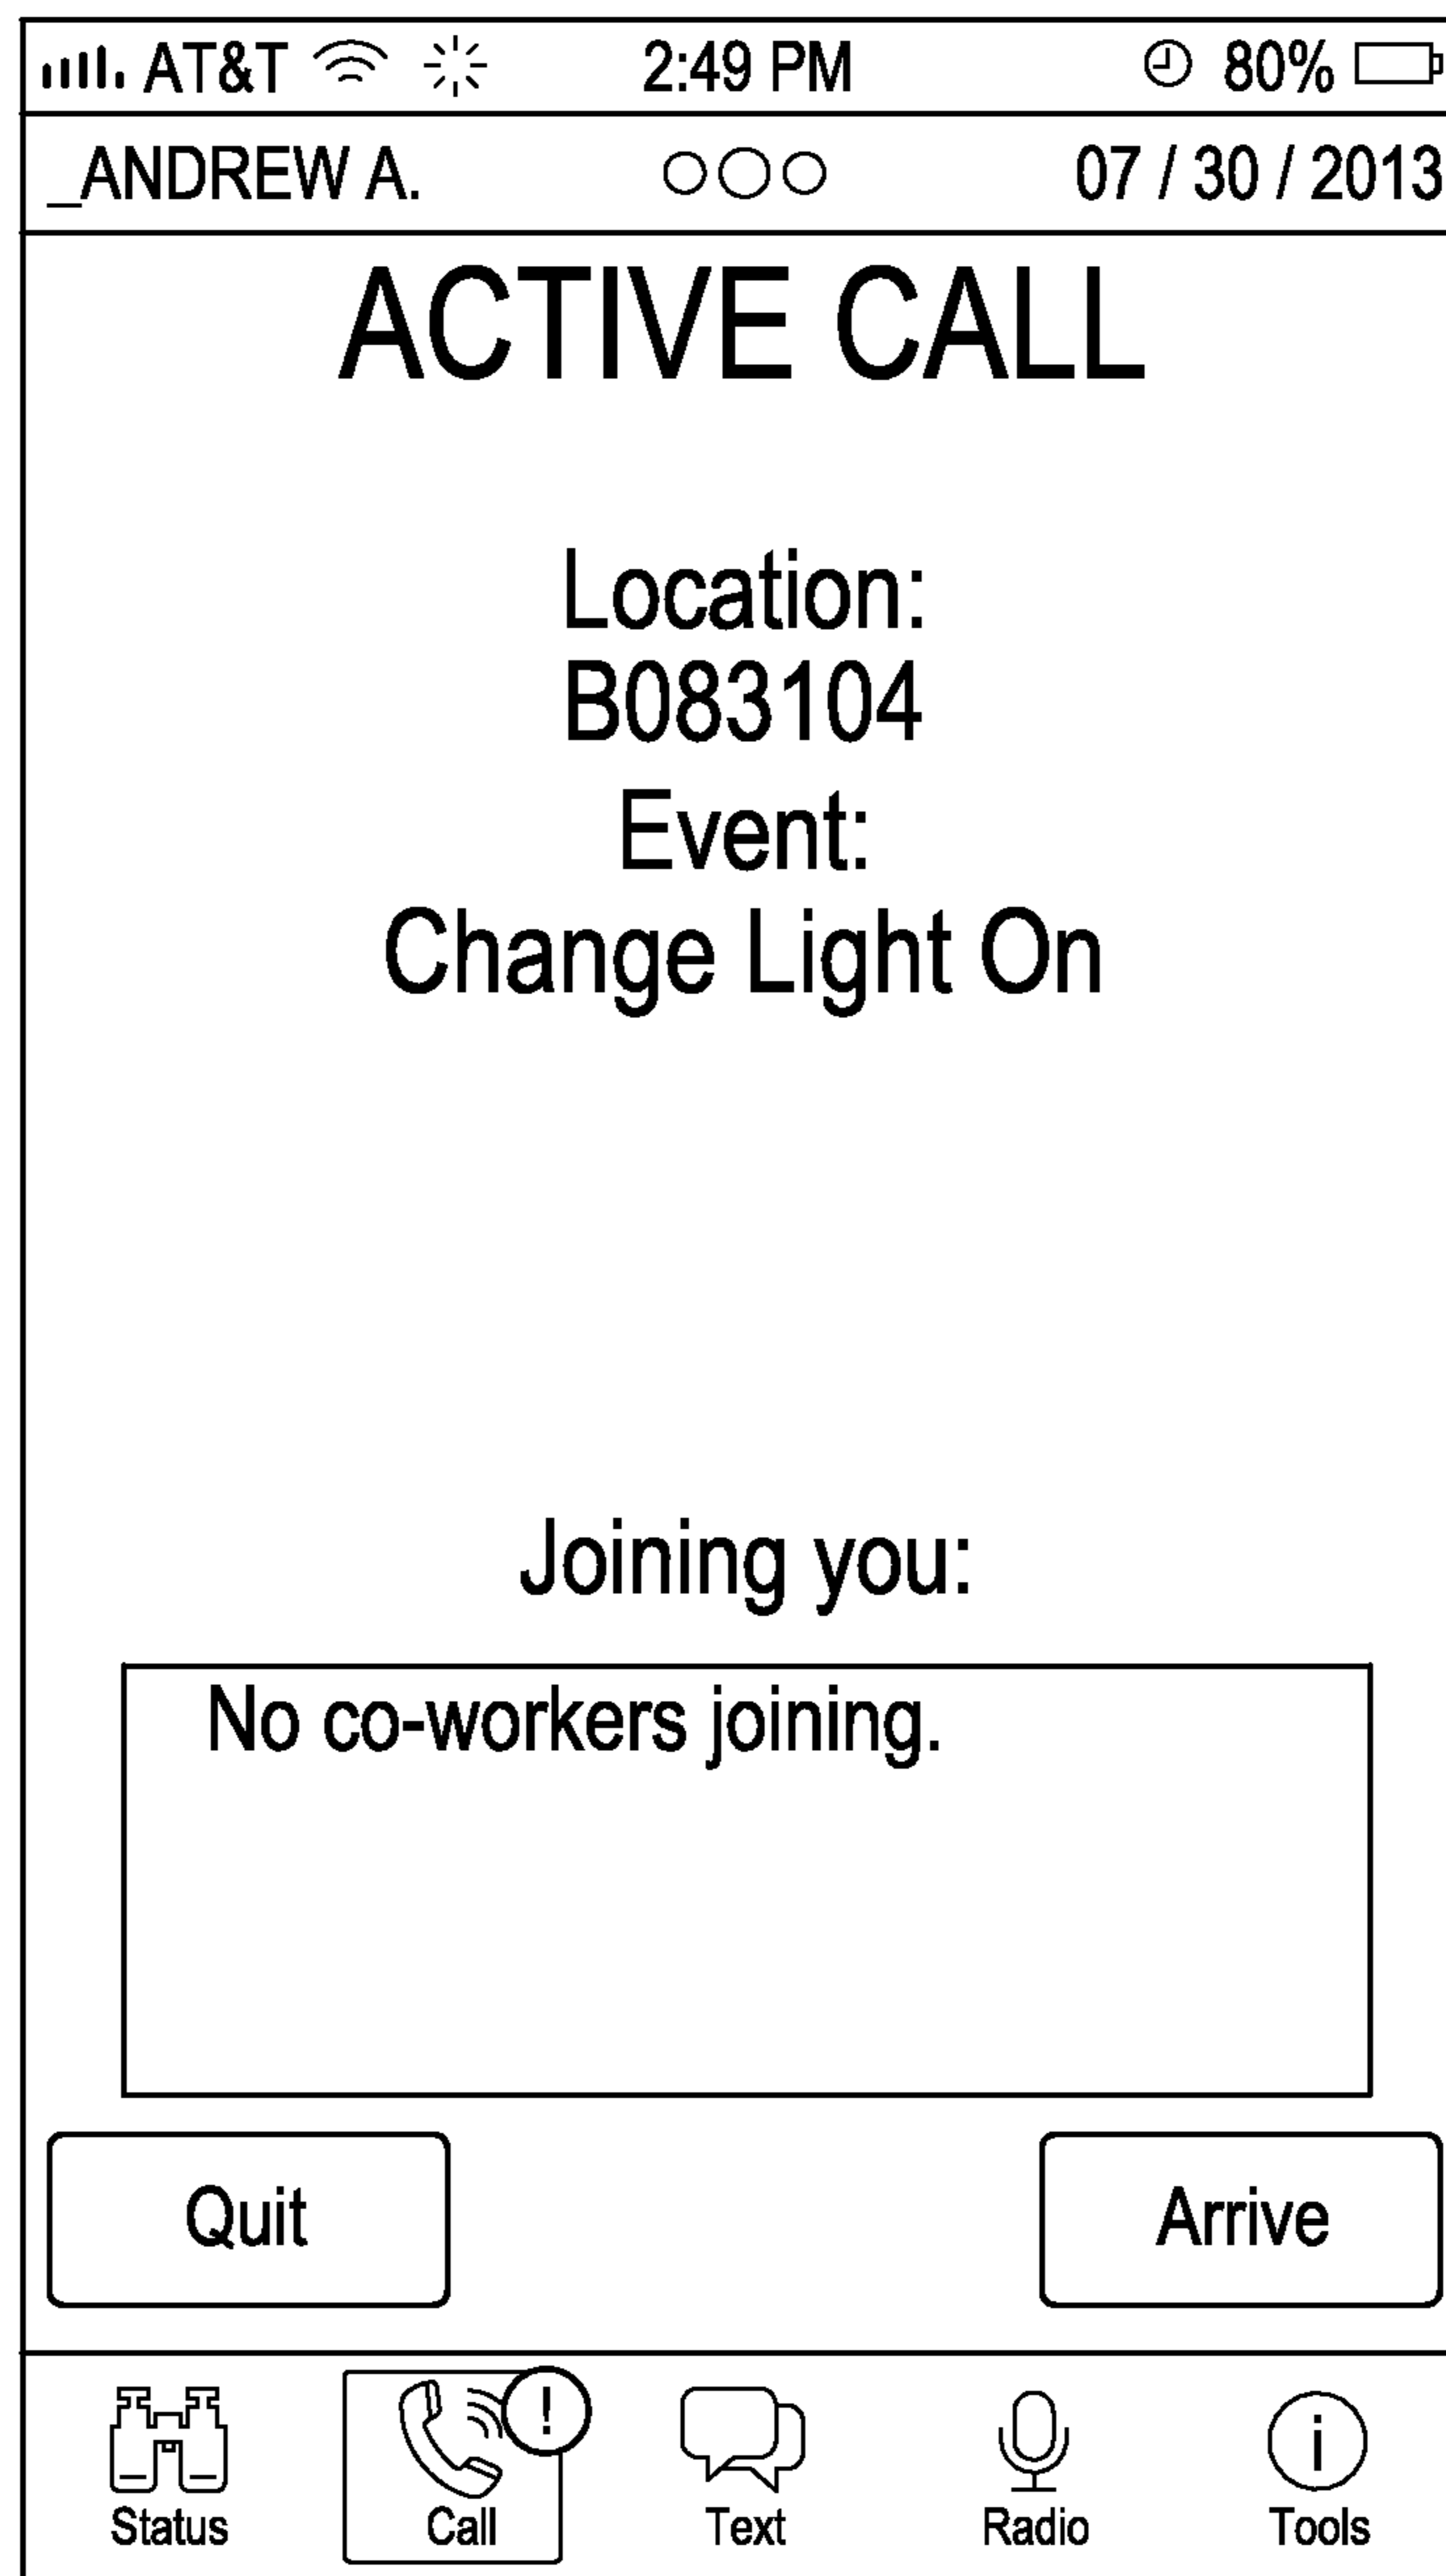 AT&T 2:49 PM 80%
_ANDREW A. 07 / 30 / 2013
ACTIVE CALL
Location:
B083104
Event:
Change Light On
Joining you:
No co-workers joining.
Quit Arrive
!
i
Status Call Text Radio Tools